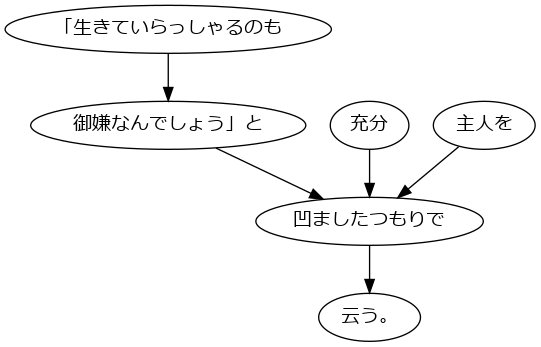 「生きていらっしゃるのも
御嫌なんでしょう」と
充分
主人を
凹ましたつもりで
云う。